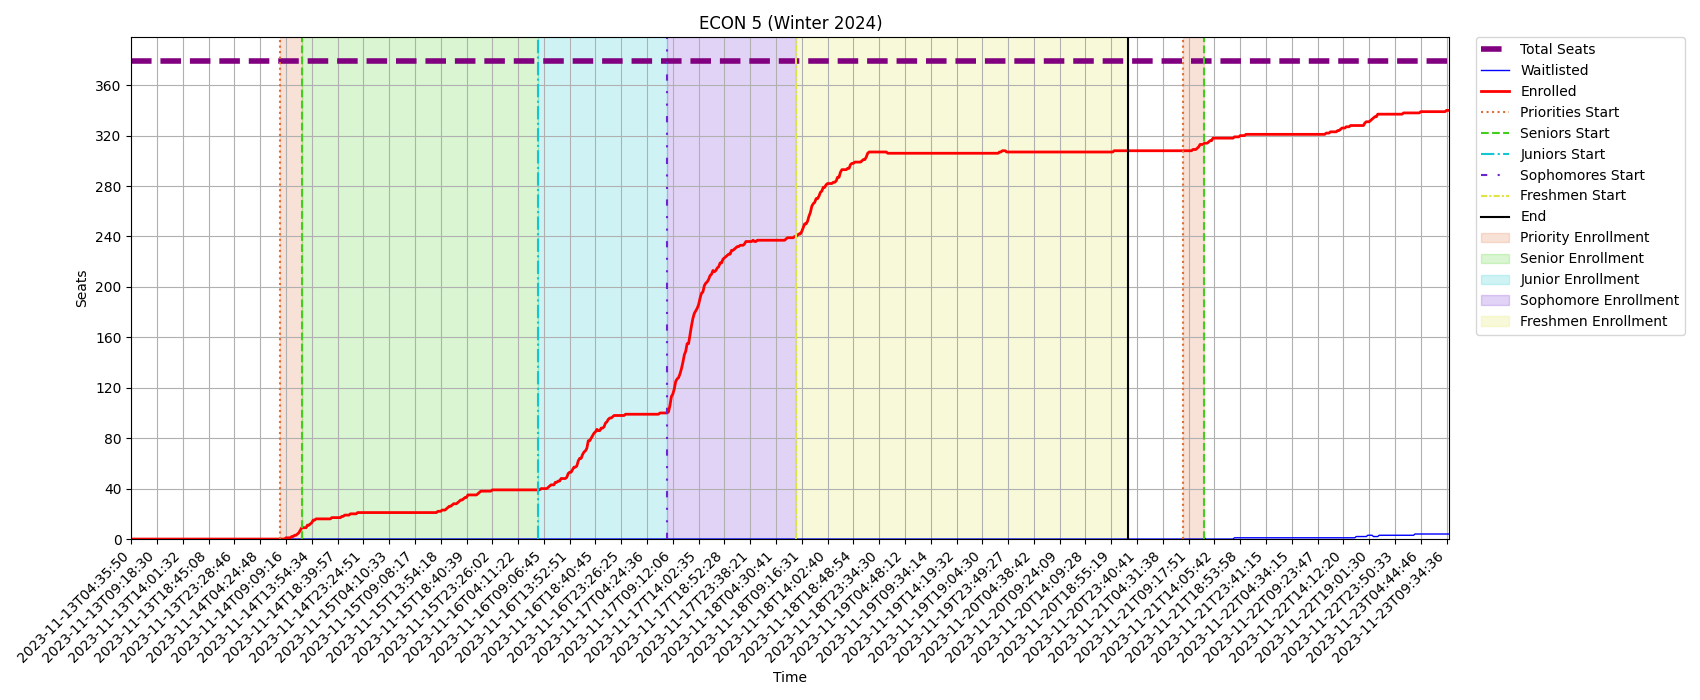 ECON 5 (Winter 2024)
Seats
360
320
280
240
200
160
120
80
40
0
2023-11-13T04:35:50
2023-11-13T09:18:30
2023-11-13T14:01:32
2023-11-13T18:45:08
2023-11-13T23:28:46
2023-11-14T04:24:48
2023-11-14T09:09:16
2023-11-14T13:54:34
2023-11-14T18:39:57
2023-11-14T23:24:51
2023-11-15T04:10:33
2023-11-15T09:08:17
2023-11-15T13:54:18
2023-11-15T18:40:39
2023-11-15T23:26:02
2023-11-16T04:11:22
2023-11-16T09:06:45
2023-11-16T13:52:51
2023-11-16T18:40:45
2023-11-16T23:26:25
2023-11-17T04:24:36
2023-11-17T09:12:06
2023-11-17T14:02:35
2023-11-17T18:52:28
2023-11-17T23:38:21
2023-11-18T04:30:41
2023-11-18T09:16:31
2023-11-18T14:02:40
2023-11-18T18:48:54
2023-11-18T23:34:30
2023-11-19T04:48:12
2023-11-19T09:34:14
2023-11-19T14:19:32
2023-11-19T19:04:30
2023-11-19T23:49:27
2023-11-20T04:38:42
2023-11-20T09:24:09
2023-11-20T14:09:28
2023-11-20T18:55:19
2023-11-20T23:40:41
2023-11-21T04:31:38
2023-11-21T09:17:51
2023-11-21T14:05:42
2023-11-21T18:53:58
2023-11-21T23:41:15
2023-11-22T04:34:15
2023-11-22T09:23:47
2023-11-22T14:12:20
2023-11-22T19:01:30
2023-11-22T23:50:33
2023-11-23T04:44:46
2023-11-23T09:34:36
Time
Total Seats
Waitlisted
Enrolled
Priorities Start
Seniors Start
Juniors Start
Sophomores Start
Freshmen Start
End
Priority Enrollment
Senior Enrollment
Junior Enrollment
Sophomore Enrollment
Freshmen Enrollment